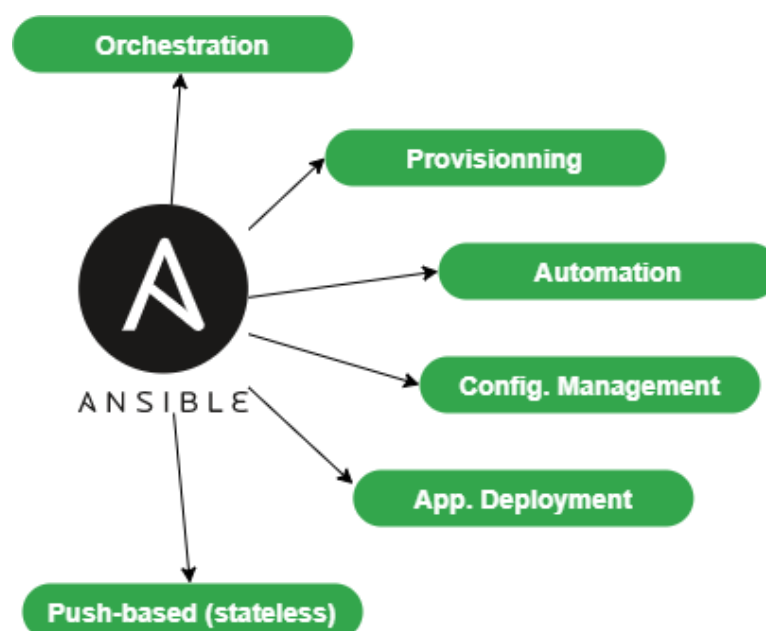 Orchestration
Provisionning
Automation
Config. Management
ANSIBLE
App. Deployment
Push-based (stateless)